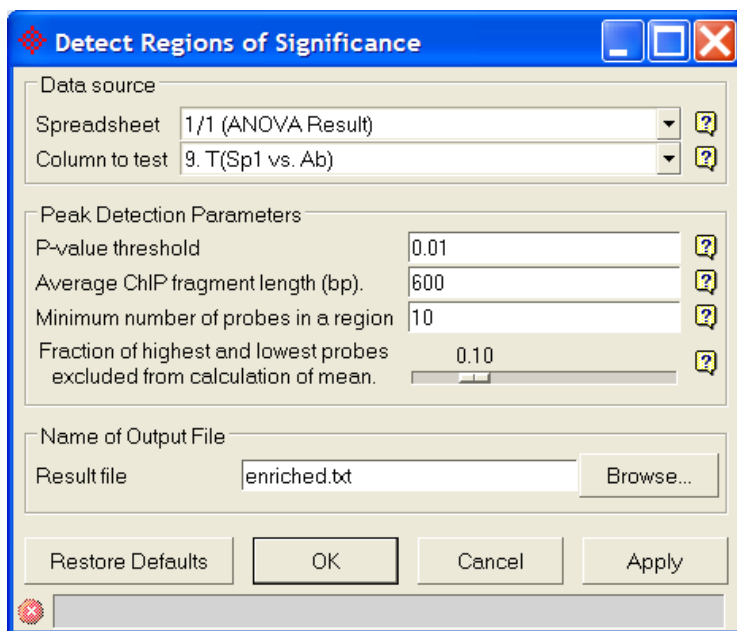 Detect Regions of Significance
Data source
Spreadsheet 1/1 (ANOVA Result)
Column to test 9. T(Sp1 vs. Ab)
Peak Detection Parameters
P-value threshold 0.01
Average ChIP fragment length (bp). 600
Minimum number of probes in a region 10
Fraction of highest and lowest probes 0.10
excluded from calculation of mean.
Name of Output File
Result file enriched.txt Browse...
Restore Defaults OK Cancel Apply